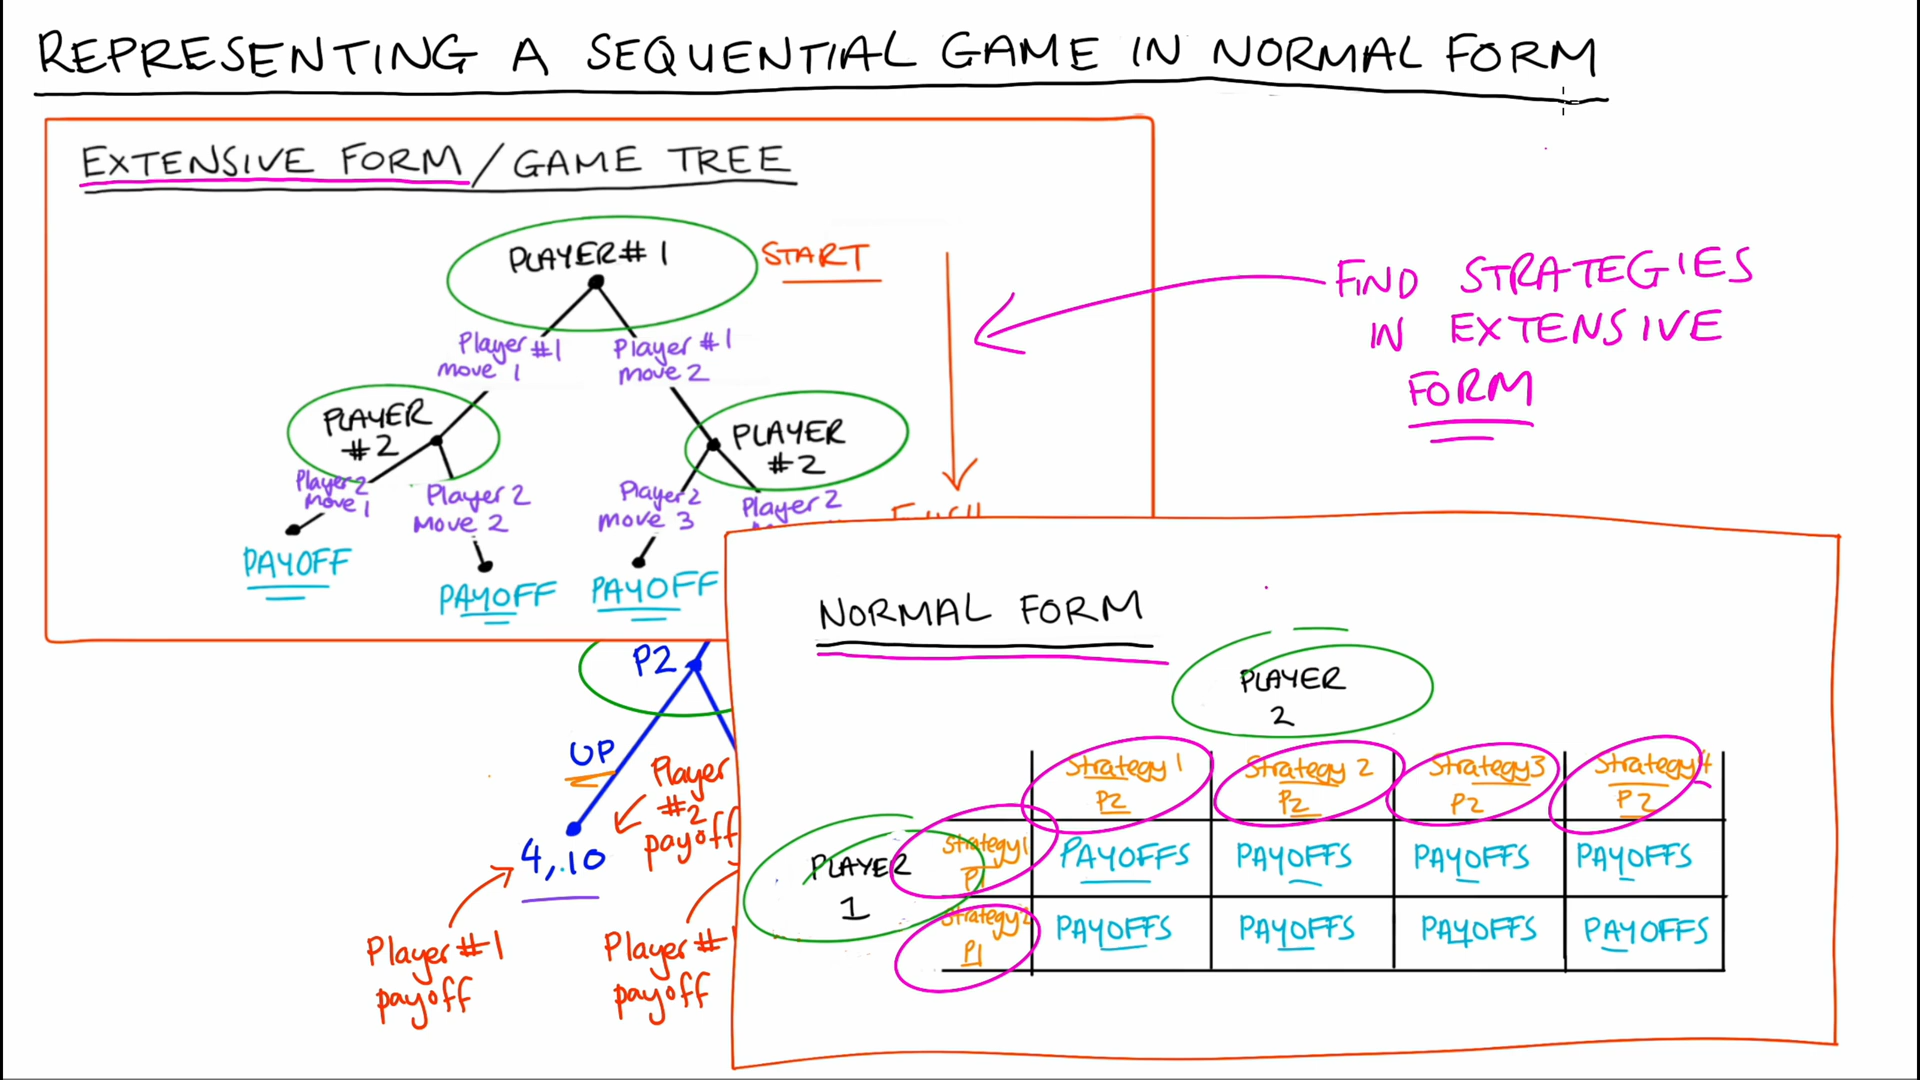 REPRESENTING A SEQUENTIAL GAME IN NORMAL FORM
EXTENSIVE FORM / GAME TREE
PLAYER # 1
START
Player #1
move 1
Player #1
move 2
PLAYER
#2
PLAYER
#2
Player 2
Move 1
Player 2
Move 2
Player 2
move 3
Player 2
PAYOFF
PAYOFF
PAYOFF
FIND STRATEGIES
IN EXTENSIVE
FORM
P2
UP
Player
#2
payoff
4,.10
Player #1
payoff
Player #1
payoff
NORMAL FORM
PLAYER
2
Strategy 1
P2
Strategy 2
P2
Strategy 3
P2
Strategy 4
P2
PLAYER
1
Strategy 1
P1
PAYOFFS PAYOFFS PAYOFFS PAYOFFS
Strategy 2
P1
PAYOFFS PAYOFFS PAYOFFS PAYOFFS